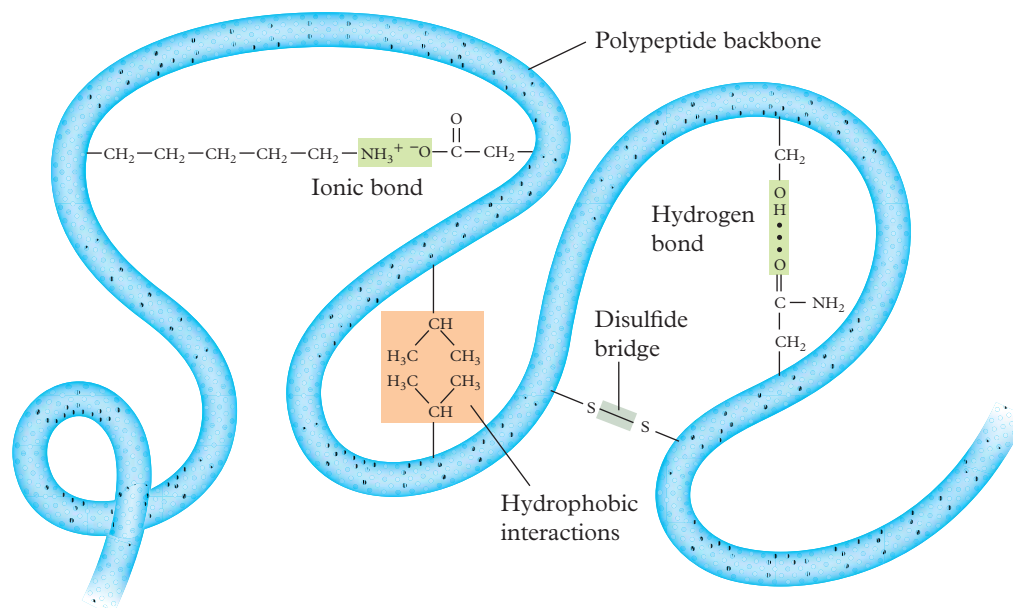 Polypeptide backbone
O
CH₂—CH₂—CH₂—CH₂—CH₂—NH₃⁺ ⁻O—C—CH₂
Ionic bond
CH₂
O
H
Hydrogen
bond
O
C—NH₂
CH₂
CH
H₃C CH₃
H₃C CH₃
CH
Disulfide
bridge
S
S
Hydrophobic
interactions